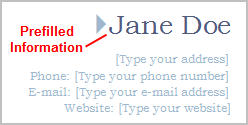 Prefilled
Information
Jane Doe
[Type your address]
Phone: [Type your phone number]
E-mail: [Type your e-mail address]
Website: [Type your website]